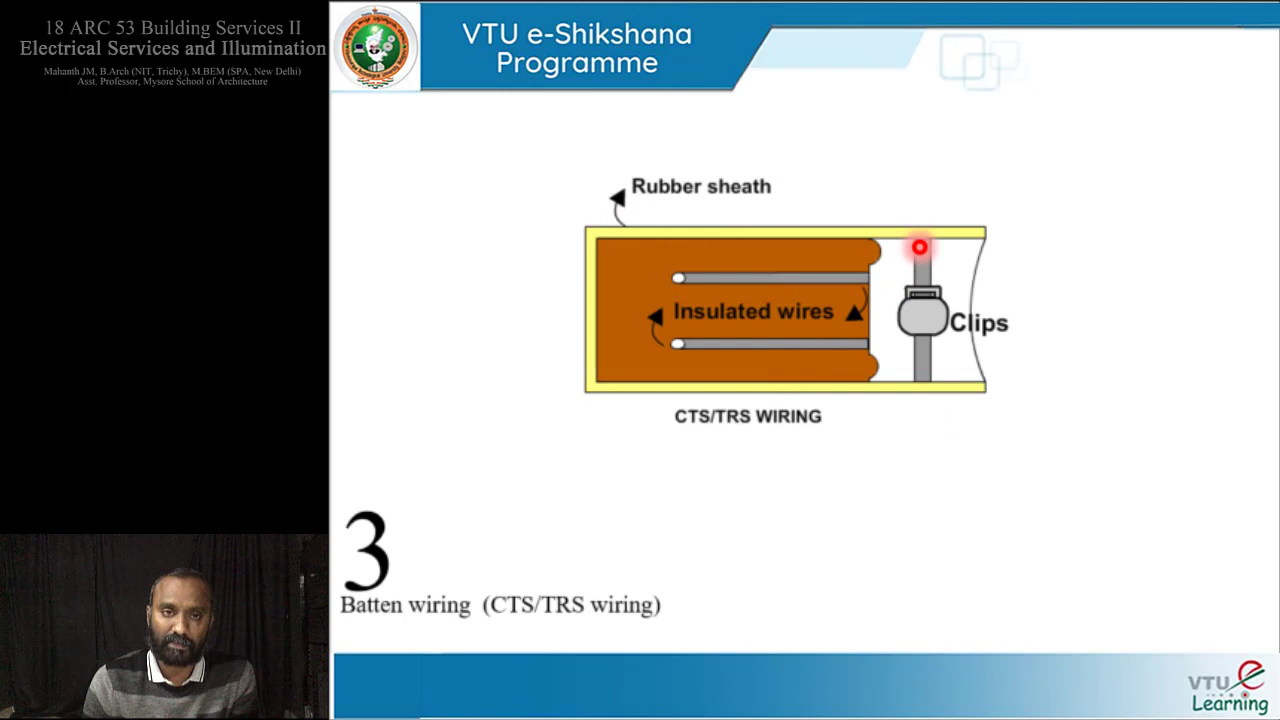 18 ARC 53 Building Services II
Electrical Services and Illumination
Mahanth JM, B.Arch (NIT, Trichy), M.BEM (SPA, New Delhi)
Asst. Professor, Mysore School of Architecture
VTU e-Shikshana
Programme
Rubber sheath
Insulated wires
Clips
CTS/TRS WIRING
3
Batten wiring (CTS/TRS wiring)
VTU e
Learning